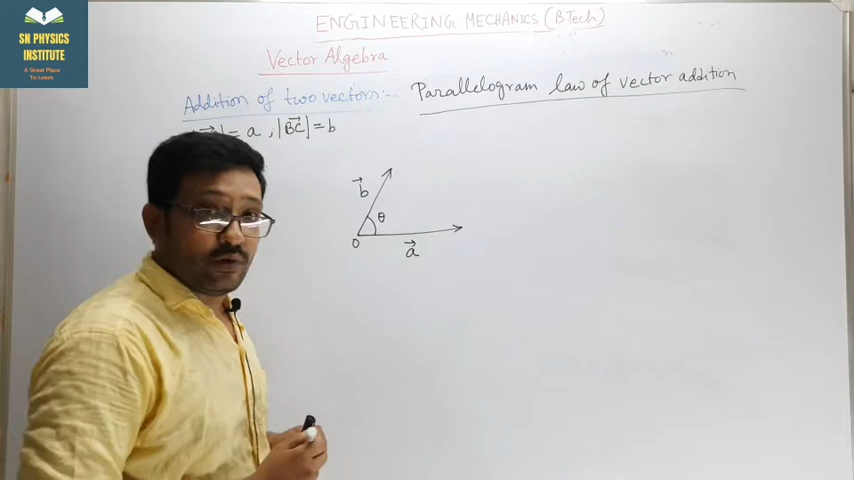 SN PHYSICS
INSTITUTE
A Great Place
To Learn
ENGINEERING MECHANICS (BTech)
Vector Algebra
Addition of two vectors:-
Parallelogram law of vector addition
|= a , |B⃗C| = b
b⃗
θ
O
a⃗